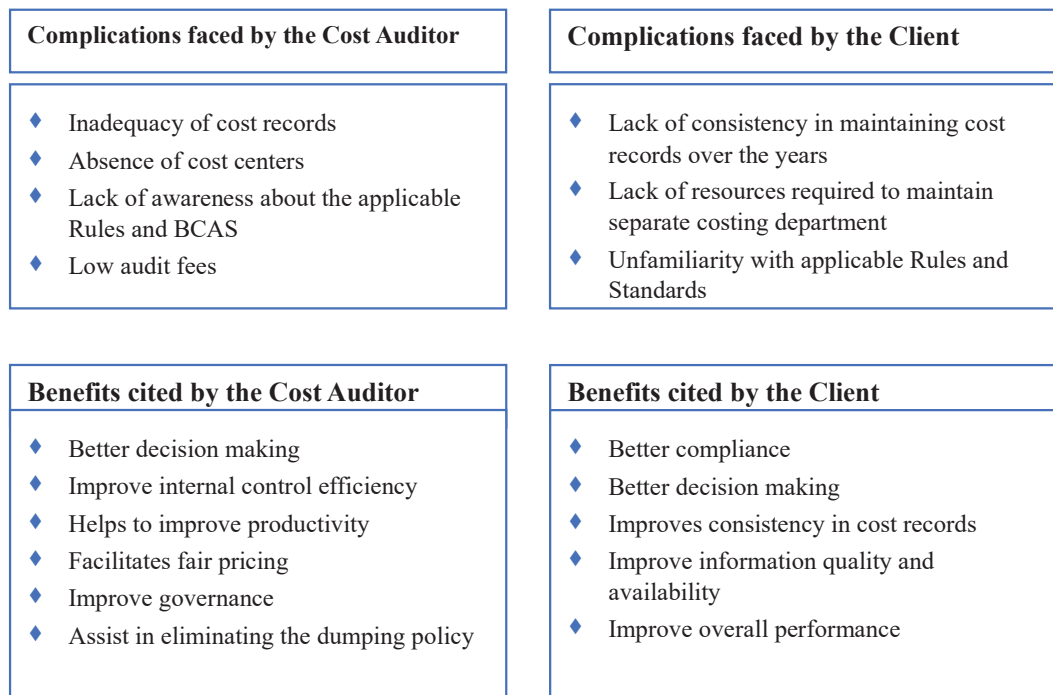 Complications faced by the Cost Auditor
Inadequacy of cost records
Absence of cost centers
Lack of awareness about the applicable
Rules and BCAS
Low audit fees
Complications faced by the Client
Lack of consistency in maintaining cost
records over the years
Lack of resources required to maintain
separate costing department
Unfamiliarity with applicable Rules and
Standards
Benefits cited by the Cost Auditor
Better decision making
Improve internal control efficiency
Helps to improve productivity
Facilitates fair pricing
Improve governance
Assist in eliminating the dumping policy
Benefits cited by the Client
Better compliance
Better decision making
Improves consistency in cost records
Improve information quality and
availability
Improve overall performance